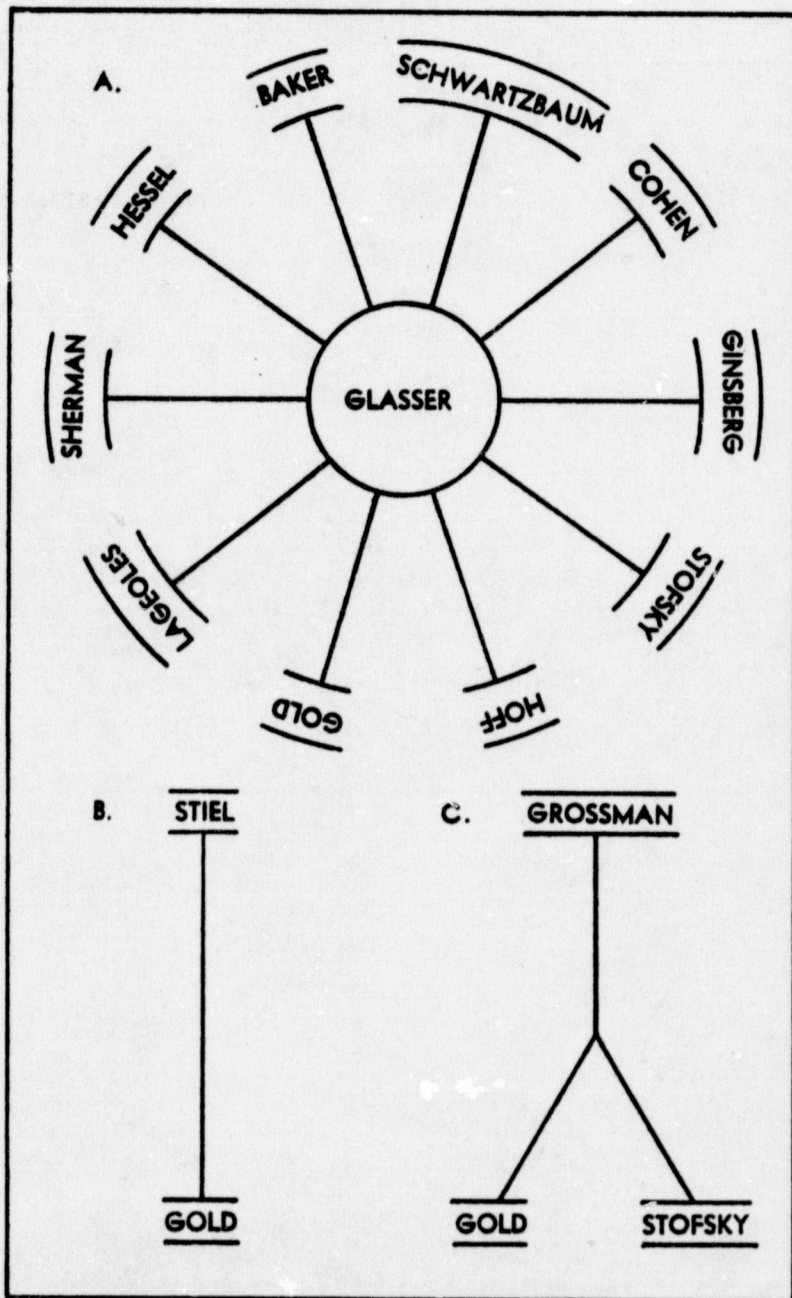 A.
BAKER
SCHWARTZBAUM
COHEN
GINSBERG
STOFSKY
HOFF
GOLD
LAGEOLES
SHERMAN
HESSEL
GLASSER
B.
STIEL
GOLD
C.
GROSSMAN
GOLD
STOFSKY